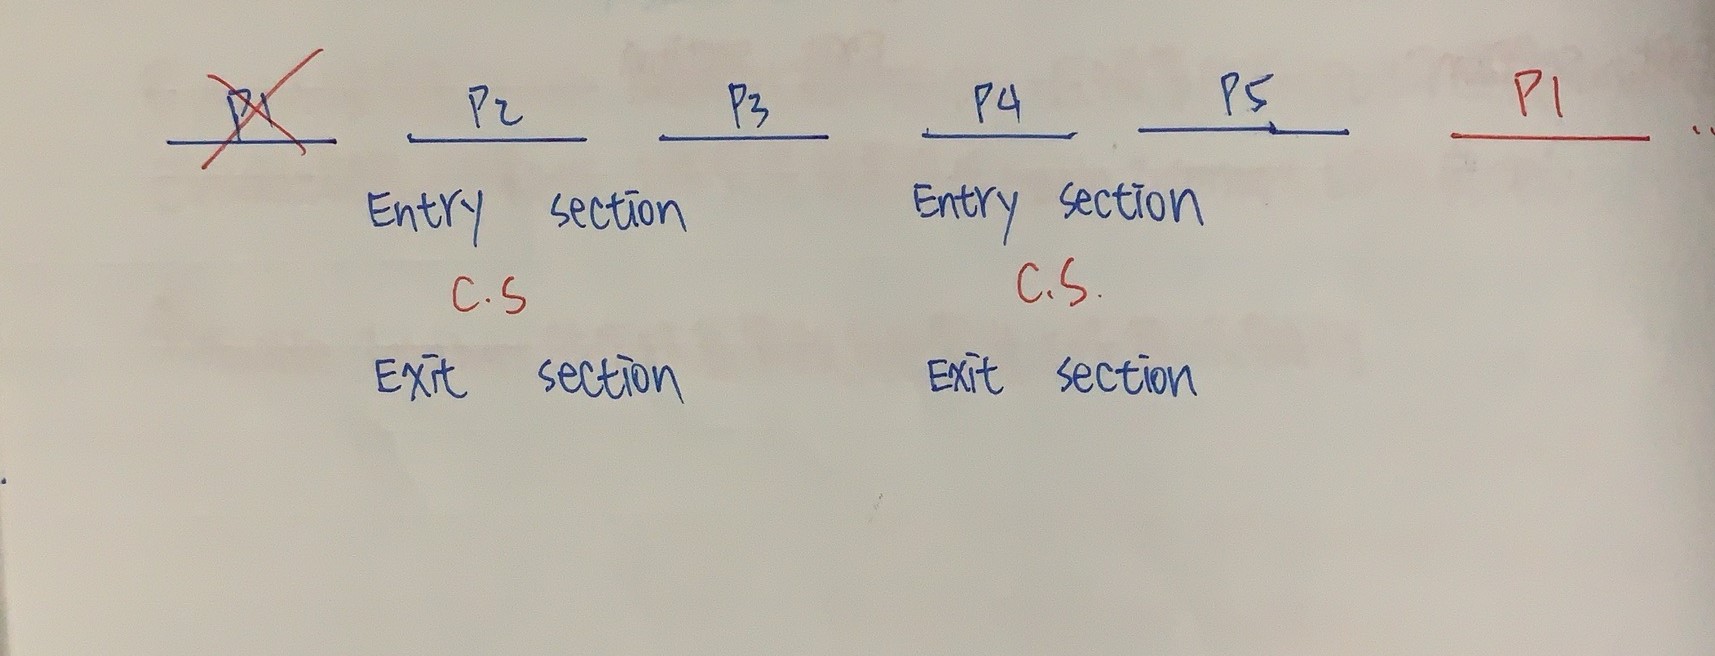 P1 P2 P3 P4 P5 P1 ..
Entry section Entry section
C.S C.S.
Exit section Exit section